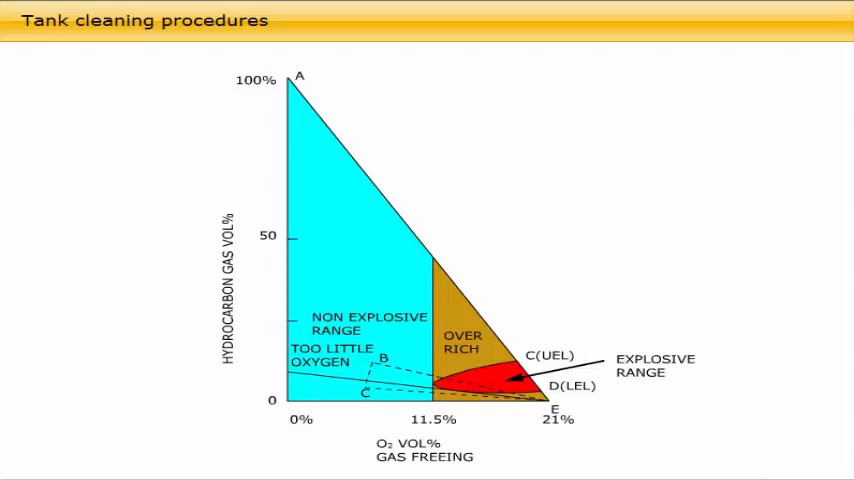 Tank cleaning procedures
100%
A
HYDROCARBON GAS VOL%
50
NON EXPLOSIVE
RANGE
TOO LITTLE
OXYGEN
B
C
OVER
RICH
C(UEL)
D(LEL)
EXPLOSIVE
RANGE
0
E
0%
11.5%
21%
O₂ VOL%
GAS FREEING